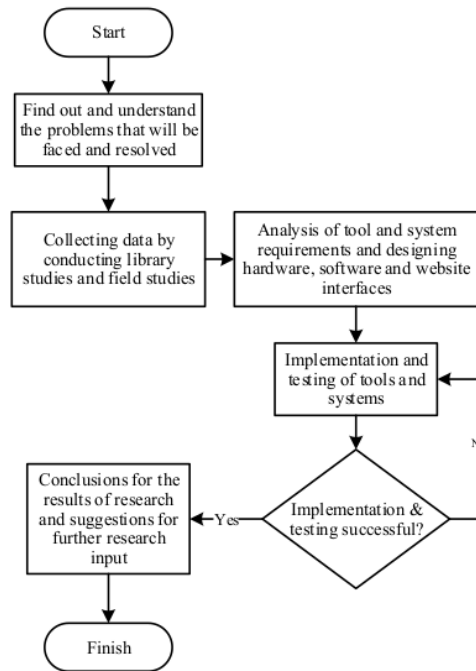 Start
Find out and understand
the problems that will be
faced and resolved
Collecting data by
conducting library
studies and field studies
Analysis of tool and system
requirements and designing
hardware, software and website
interfaces
Implementation and
testing of tools and
systems
Implementation &
testing successful?
Yes
Conclusions for the
results of research
and suggestions for
further research
input
Finish